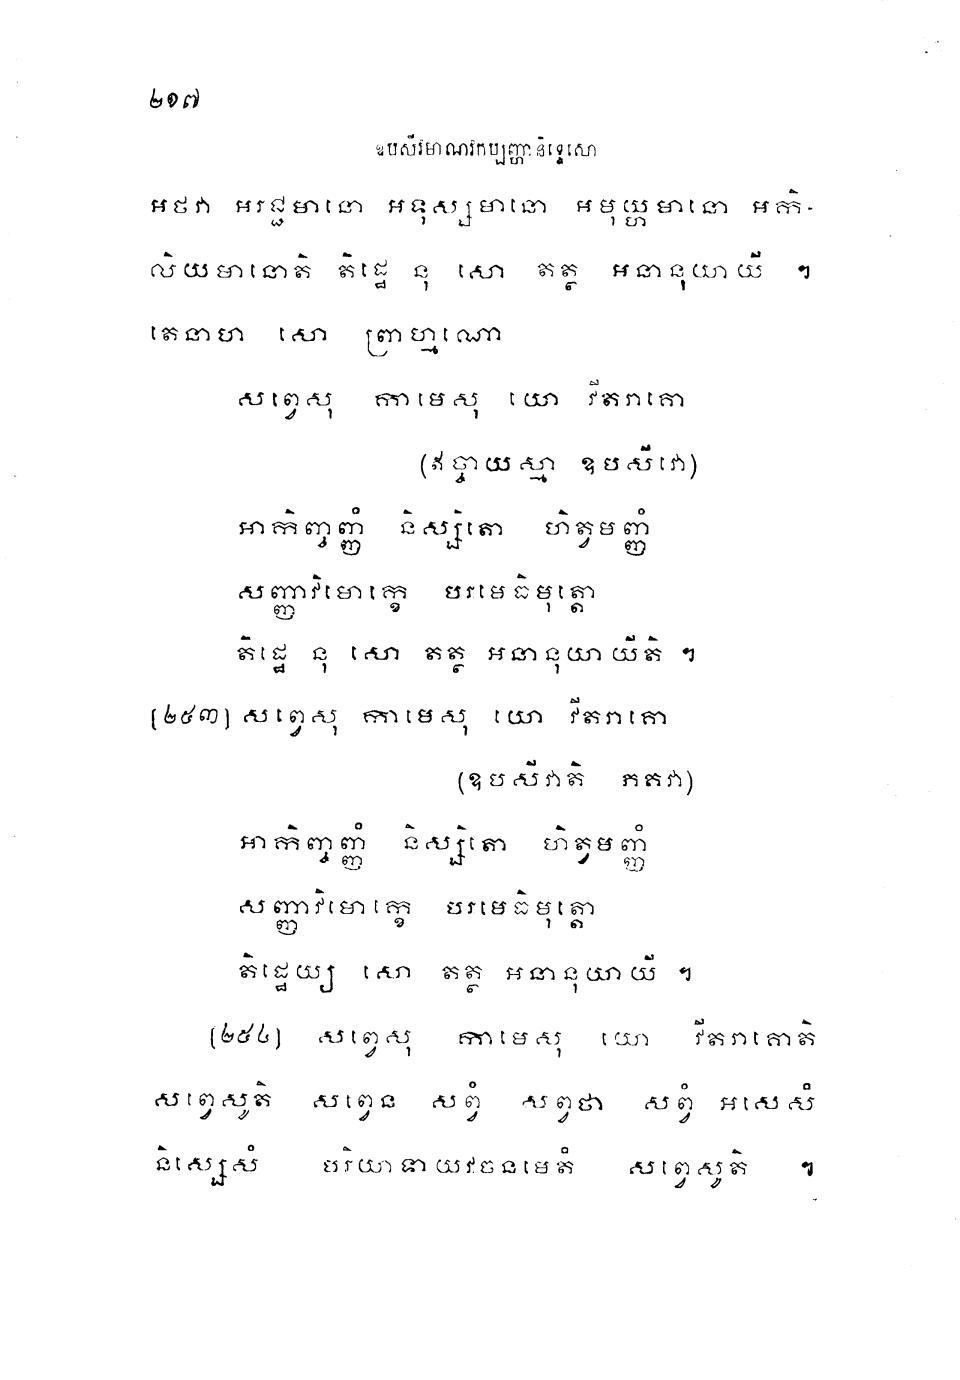 ២១៧
ឧបសីវមាណវកប្បញ្ហានិទ្ទេសោ
អថវា អរជ្ជមានោ អទុស្សមានោ អមុយ្ហមានោ អកិ-
លិយមានោតិ តិដ្ឋេ នុ សោ តត្ថ អនានុយាយី ។
តេនាហ សោ ព្រាហ្មណោ
សព្វេសុ កាមេសុ យោ វីតរាគោ
(ឥច្ចាយស្មា ឧបសីវោ)
អាកិញ្ចញ្ញំ និស្សិតោ ហិត្វមញ្ញំ
សញ្ញាវិមោក្ខេ បរមេធិមុត្តោ
តិដ្ឋេ នុ សោ តត្ថ អនានុយាយីតិ ។
[២៥៣] សព្វេសុ កាមេសុ យោ វីតរាគោ
(ឧបសីវាតិ ភគវា)
អាកិញ្ចញ្ញំ និស្សិតោ ហិត្វមញ្ញំ
សញ្ញាវិមោក្ខេ បរមេធិមុត្តោ
តិដ្ឋេយ្យ សោ តត្ថ អនានុយាយី ។
[២៥៤] សព្វេសុ កាមេសុ យោ វីតរាគោតិ
សព្វេសូតិ សព្វេន សព្វំ សព្វថា សព្វំ អសេសំ
និស្សេសំ បរិយាទាយវចនមេតំ សព្វេសូតិ ។